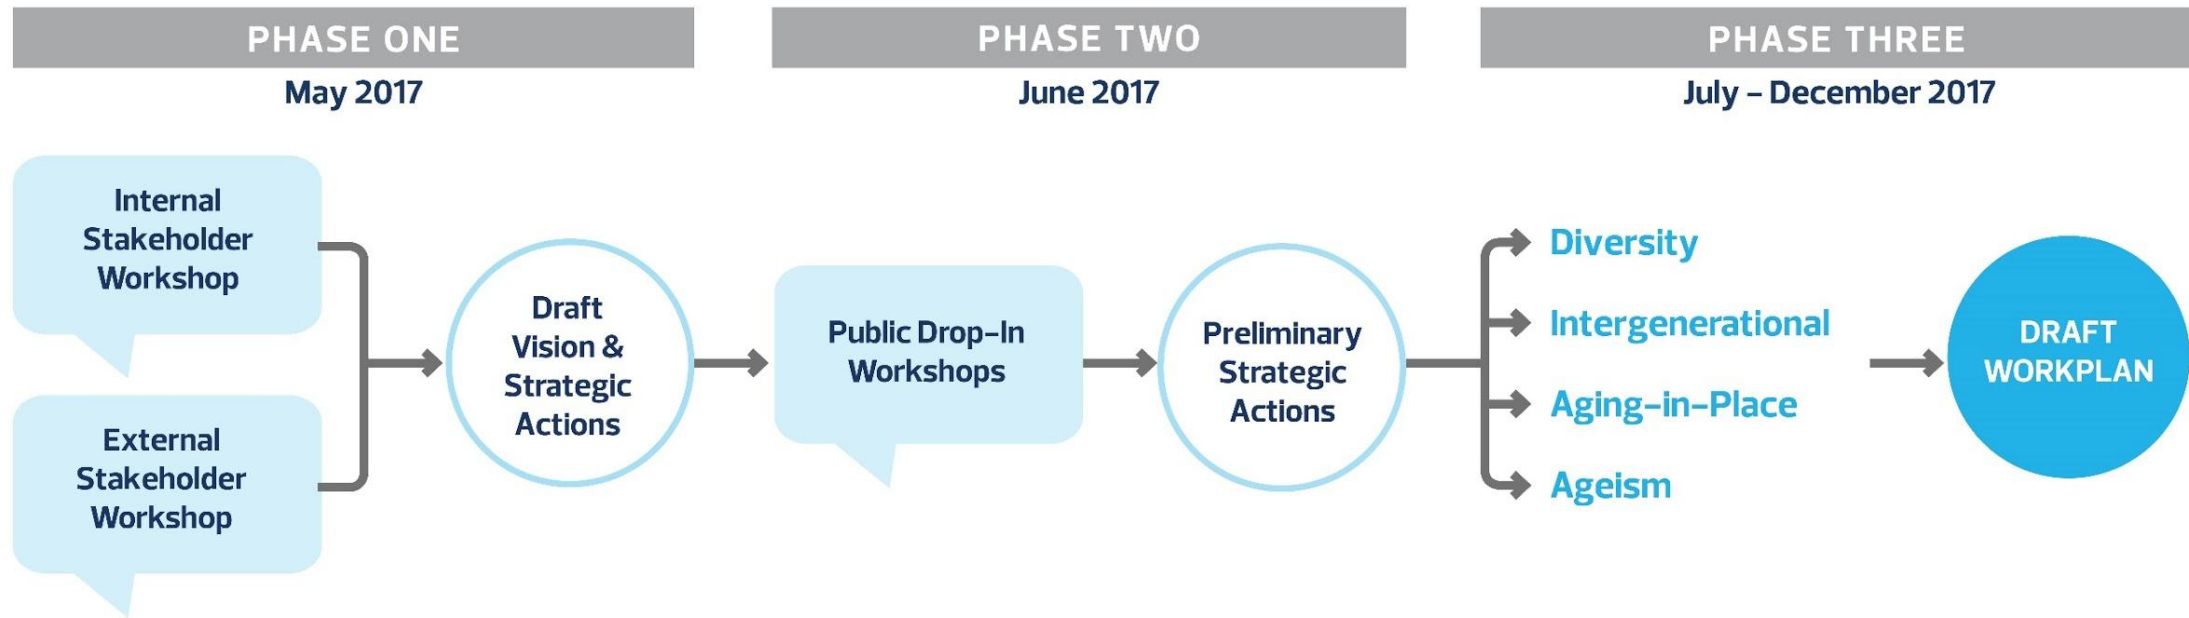 PHASE ONE
May 2017
Internal
Stakeholder
Workshop
External
Stakeholder
Workshop
Draft
Vision &
Strategic
Actions
PHASE TWO
June 2017
Public Drop-In
Workshops
Preliminary
Strategic
Actions
PHASE THREE
July – December 2017
Diversity
Intergenerational
Aging-in-Place
Ageism
DRAFT
WORKPLAN